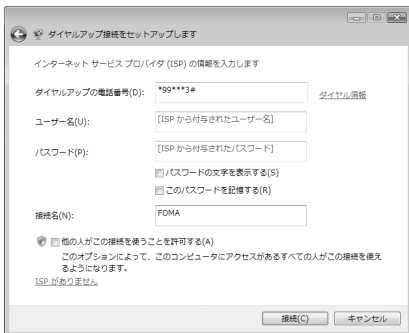 ダイヤルアップ接続をセットアップします
インターネット サービス プロバイダ (ISP) の情報を入力します
ダイヤルアップの電話番号(D): *99***3# ダイヤル情報
ユーザー名(U): [ISP から付与されたユーザー名]
パスワード(P): [ISP から付与されたパスワード]
パスワードの文字を表示する(S)
このパスワードを記憶する(R)
接続名(N): FOMA
他の人がこの接続を使うことを許可する(A)
このオプションによって、このコンピュータにアクセスがあるすべての人がこの接続を使え
るようになります。
ISP がありません
接続(C) キャンセル